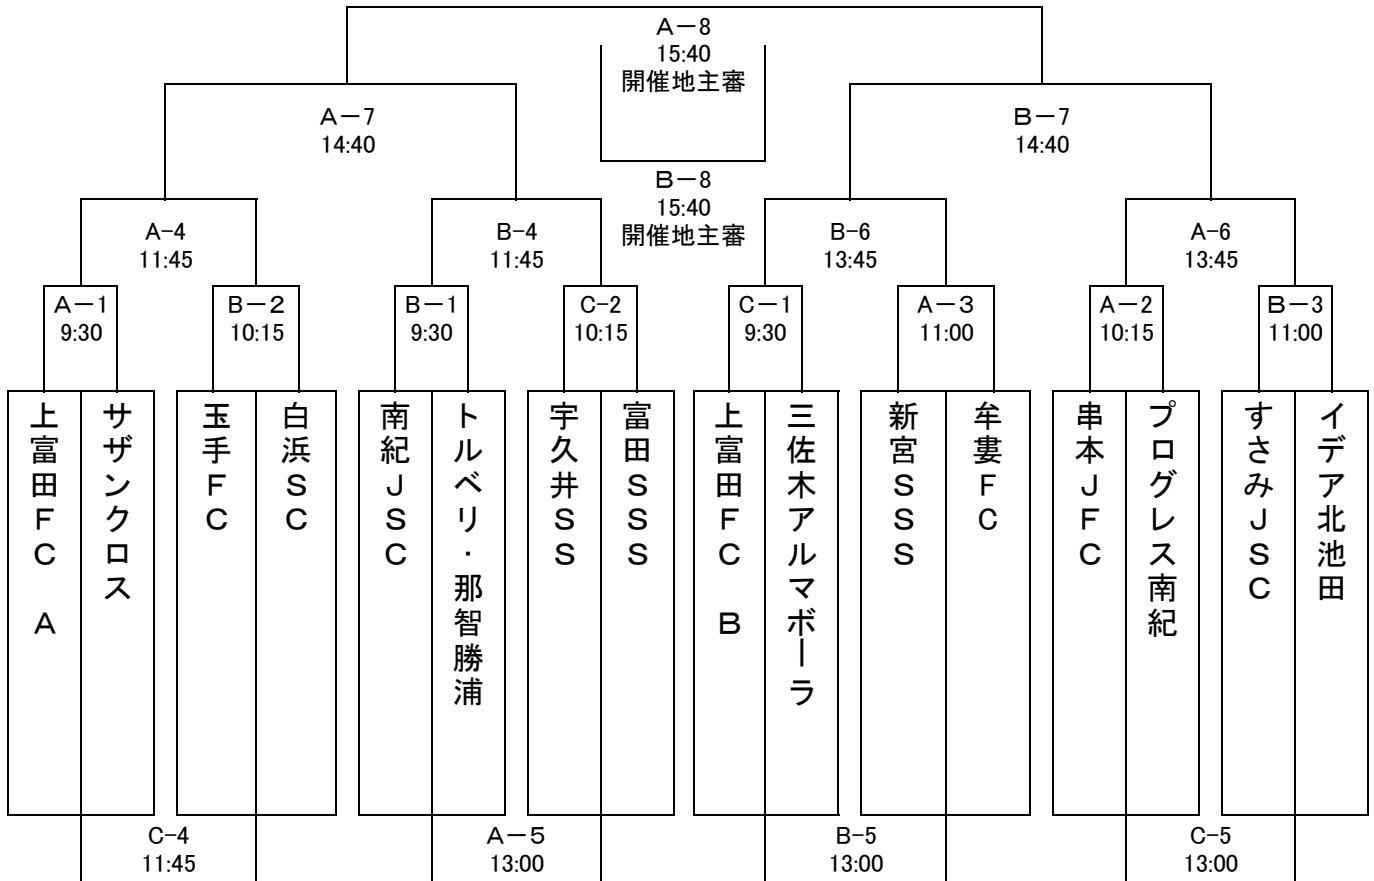 A－8
15:40
開催地主審
A－7
14:40
B－7
14:40
B－8
15:40
開催地主審
A-4
11:45
B-4
11:45
B-6
13:45
A-6
13:45
A－1
9:30
B－2
10:15
B－1
9:30
C-2
10:15
C－1
9:30
A－3
11:00
A－2
10:15
B－3
11:00
上富田FC A
サザンクロス
玉手FC
白浜SC
南紀JSC
トルベリ・那智勝浦
宇久井SS
富田SSS
上富田FC B
三佐木アルマボーラ
新宮SSS
牟婁FC
串本JFC
プログレス南紀
すさみJSC
イデア北池田
C-4
11:45
A－5
13:00
B-5
13:00
C-5
13:00